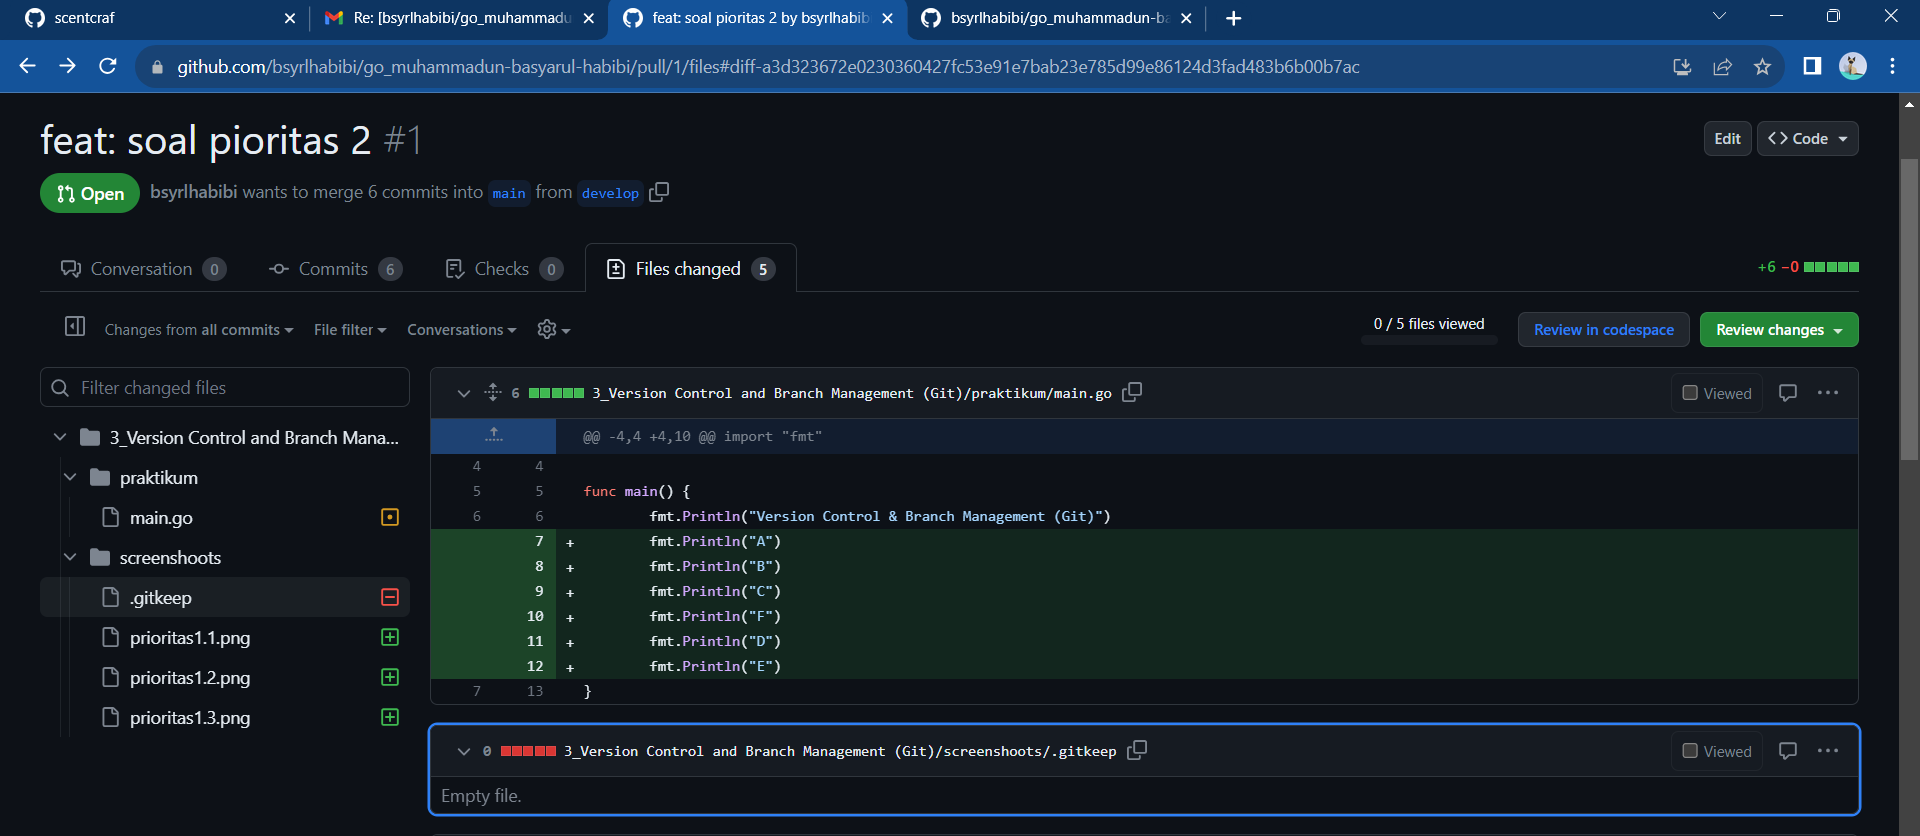 scentcraf
Re: [bsyrlhabibi/go_muhammadu
feat: soal pioritas 2 by bsyrlhabib
bsyrlhabibi/go_muhammadun-ba
github.com/bsyrlhabibi/go_muhammadun-basyarul-habibi/pull/1/files#diff-a3d323672e0230360427fc53e91e7bab23e785d99e86124d3fad483b6b00b7ac
feat: soal pioritas 2 #1
Edit
<> Code
Open
bsyrlhabibi wants to merge 6 commits into main from develop
Conversation 0
Commits 6
Checks 0
Files changed 5
+6 −0
Changes from all commits
File filter
Conversations
0 / 5 files viewed
Review in codespace
Review changes
Filter changed files
3_Version Control and Branch Mana...
praktikum
main.go
screenshoots
.gitkeep
prioritas1.1.png
prioritas1.2.png
prioritas1.3.png
6 3_Version Control and Branch Management (Git)/praktikum/main.go
Viewed
@@ -4,4 +4,10 @@ import "fmt"
4 4
5 5 func main() {
6 6 fmt.Println("Version Control & Branch Management (Git)")
7 + fmt.Println("A")
8 + fmt.Println("B")
9 + fmt.Println("C")
10 + fmt.Println("F")
11 + fmt.Println("D")
12 + fmt.Println("E")
7 13 }
0 3_Version Control and Branch Management (Git)/screenshoots/.gitkeep
Viewed
Empty file.